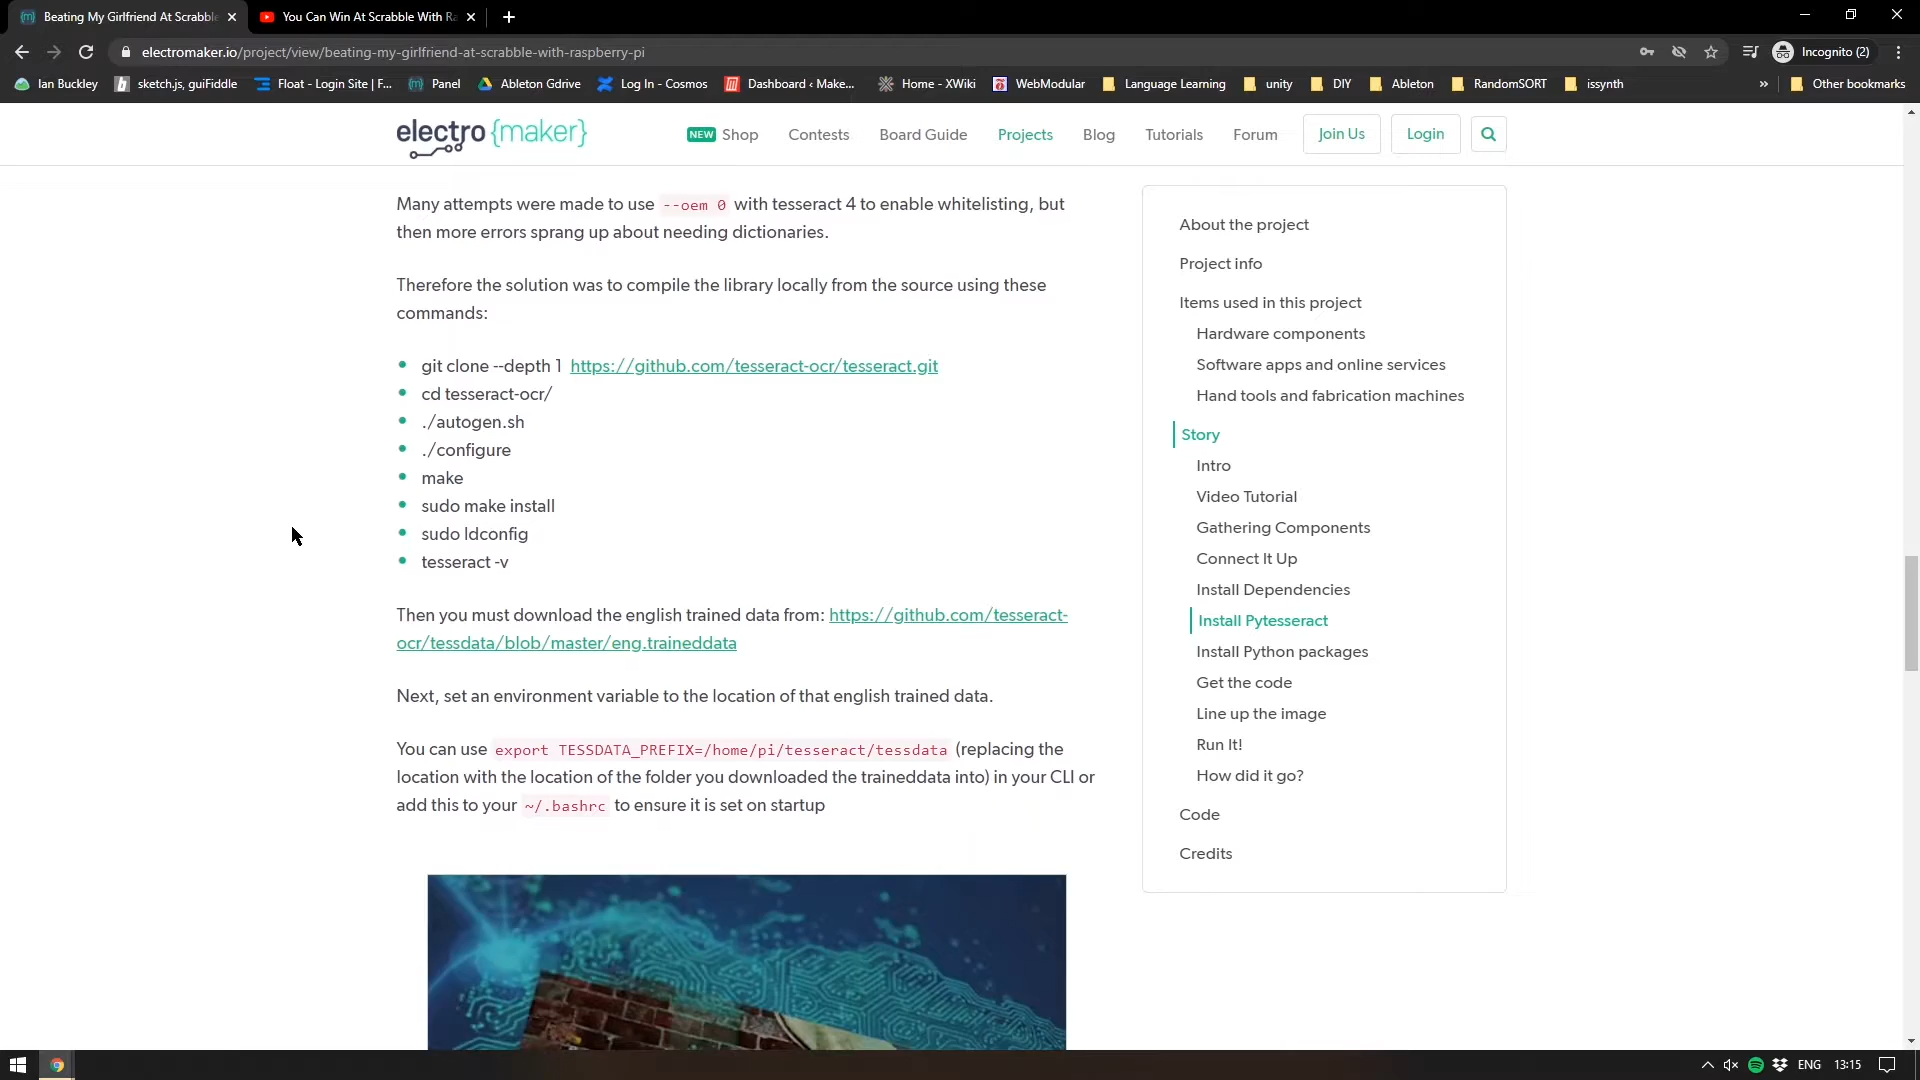 Beating My Girlfriend At Scrabble
You Can Win At Scrabble With Ra
electromaker.io/project/view/beating-my-girlfriend-at-scrabble-with-raspberry-pi
Incognito (2)
Ian Buckley
sketch.js, guiFiddle
Float - Login Site | F...
Panel
Ableton Gdrive
Log In - Cosmos
Dashboard ‹ Make...
Home - XWiki
WebModular
Language Learning
unity
DIY
Ableton
RandomSORT
issynth
»
Other bookmarks
electro {maker}
NEW Shop
Contests
Board Guide
Projects
Blog
Tutorials
Forum
Join Us
Login
Many attempts were made to use --oem 0 with tesseract 4 to enable whitelisting, but
then more errors sprang up about needing dictionaries.
Therefore the solution was to compile the library locally from the source using these
commands:
• git clone --depth 1 https://github.com/tesseract-ocr/tesseract.git
• cd tesseract-ocr/
• ./autogen.sh
• ./configure
• make
• sudo make install
• sudo ldconfig
• tesseract -v
Then you must download the english trained data from: https://github.com/tesseract-
ocr/tessdata/blob/master/eng.traineddata
Next, set an environment variable to the location of that english trained data.
You can use export TESSDATA_PREFIX=/home/pi/tesseract/tessdata (replacing the
location with the location of the folder you downloaded the traineddata into) in your CLI or
add this to your ~/.bashrc to ensure it is set on startup
About the project
Project info
Items used in this project
Hardware components
Software apps and online services
Hand tools and fabrication machines
Story
Intro
Video Tutorial
Gathering Components
Connect It Up
Install Dependencies
Install Pytesseract
Install Python packages
Get the code
Line up the image
Run It!
How did it go?
Code
Credits
ENG
13:15